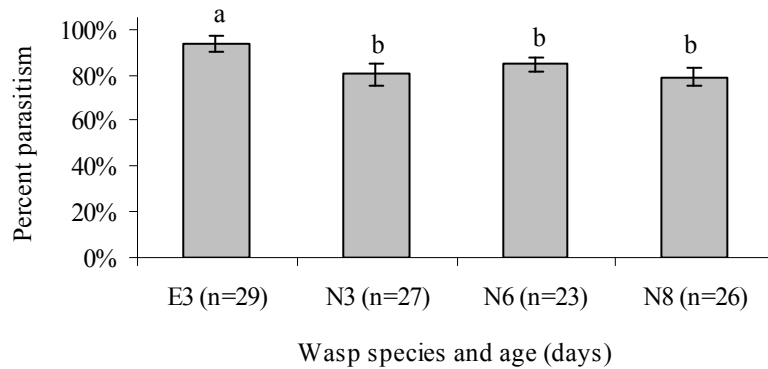 a
b
b
b
100%
80%
60%
40%
20%
0%
Percent parasitism
E3 (n=29) N3 (n=27) N6 (n=23) N8 (n=26)
Wasp species and age (days)